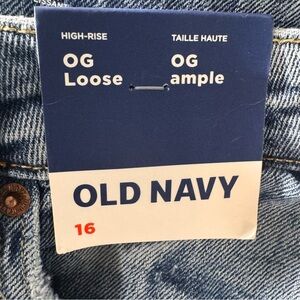 HIGH-RISE
TAILLE HAUTE
OG
Loose
OG
ample
OLD NAVY
16